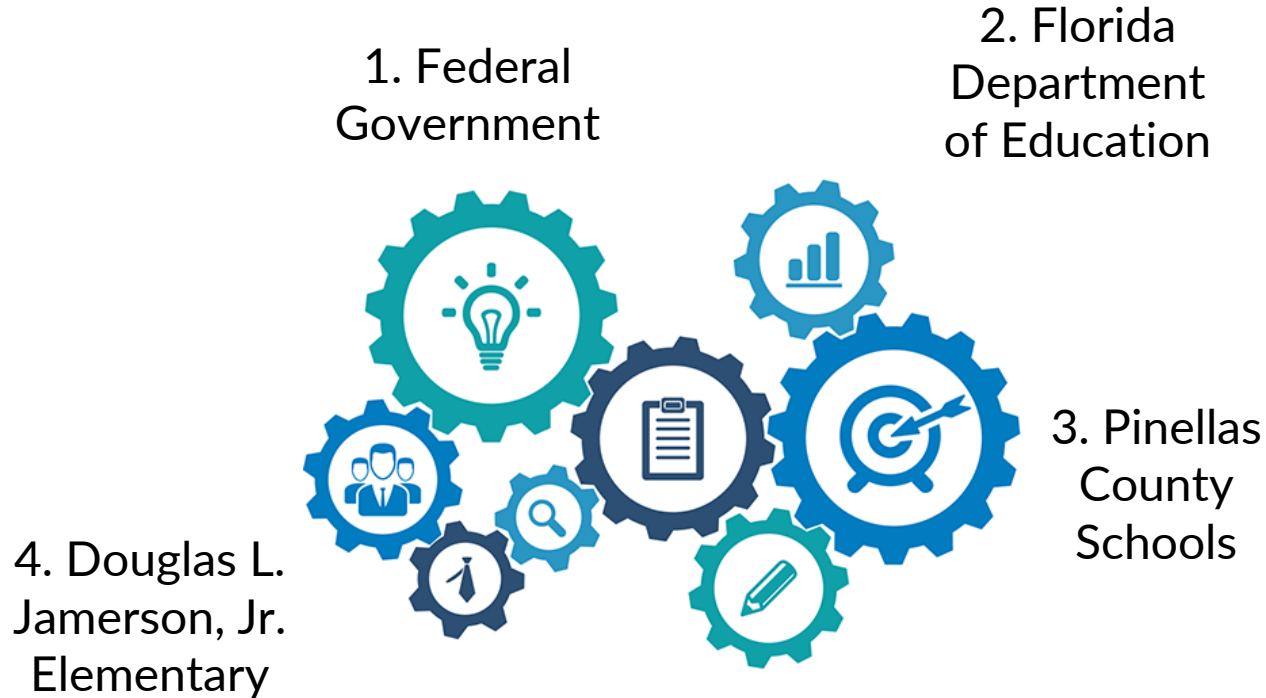 1. Federal
Government
2. Florida
Department
of Education
3. Pinellas
County
Schools
4. Douglas L.
Jamerson, Jr.
Elementary